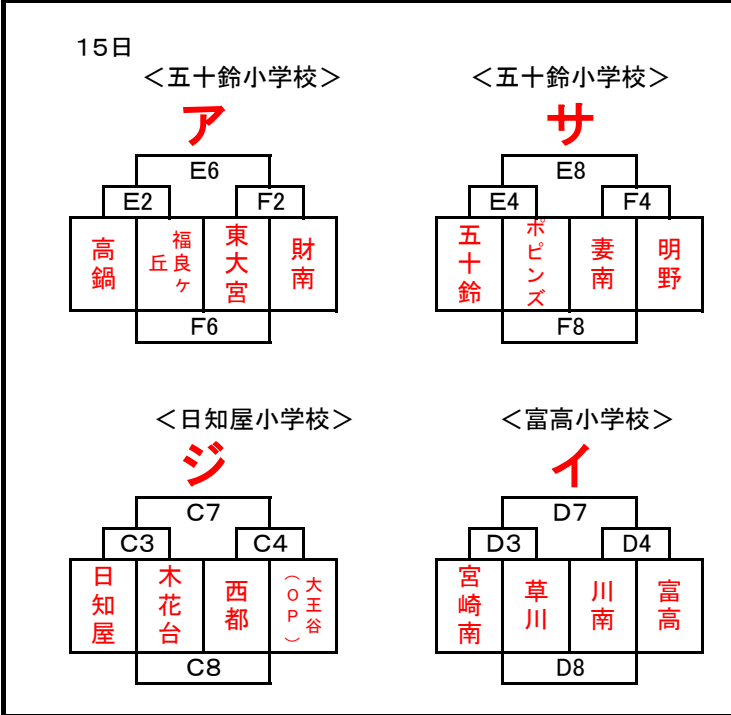 15日
＜五十鈴小学校＞
ア
E6
E2
F2
高鍋
福良ヶ丘
東大宮
財南
F6
＜五十鈴小学校＞
サ
E8
E4
F4
五十鈴
ポピンズ
妻南
明野
F8
＜日知屋小学校＞
ジ
C7
C3
C4
日知屋
木花台
西都
大王谷
（OP）
C8
＜富高小学校＞
イ
D7
D3
D4
宮崎南
草川
川南
富高
D8